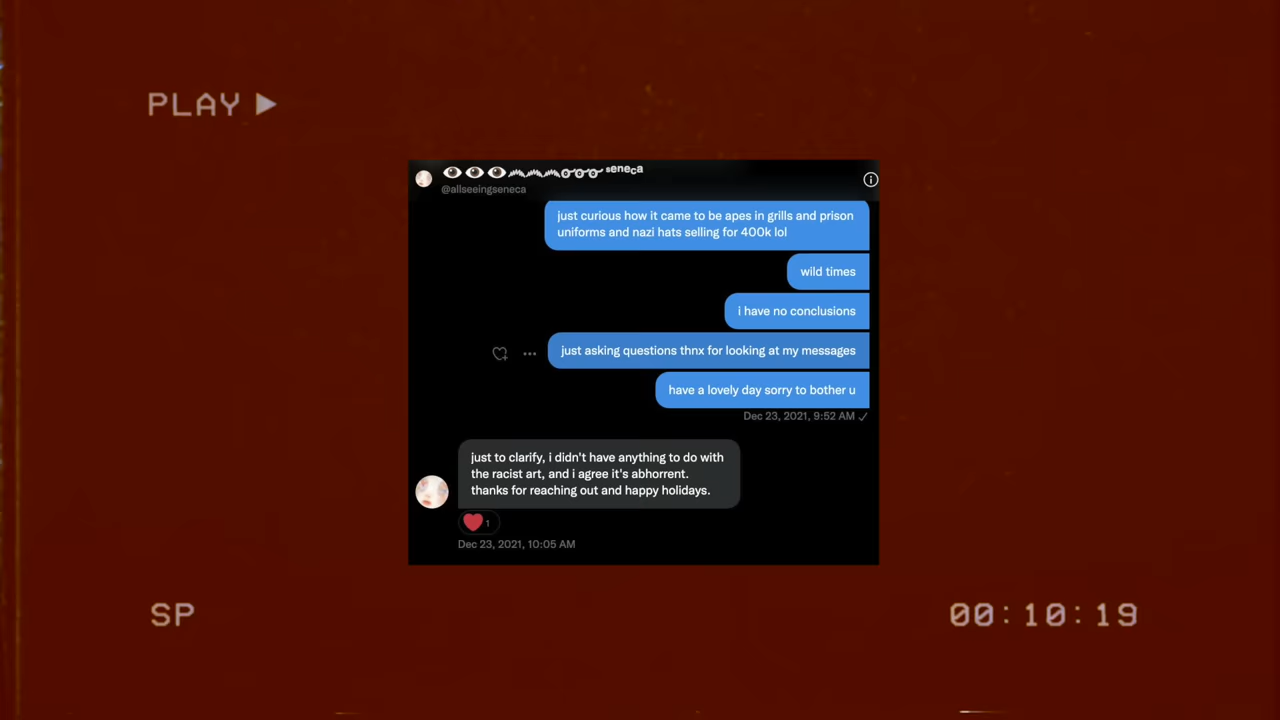 PLAY
seneca
@allseeingseneca
just curious how it came to be apes in grills and prison
uniforms and nazi hats selling for 400k lol
wild times
i have no conclusions
just asking questions thnx for looking at my messages
have a lovely day sorry to bother u
Dec 23, 2021, 9:52 AM
just to clarify, i didn't have anything to do with
the racist art, and i agree it's abhorrent.
thanks for reaching out and happy holidays.
1
Dec 23, 2021, 10:05 AM
SP
00:10:19